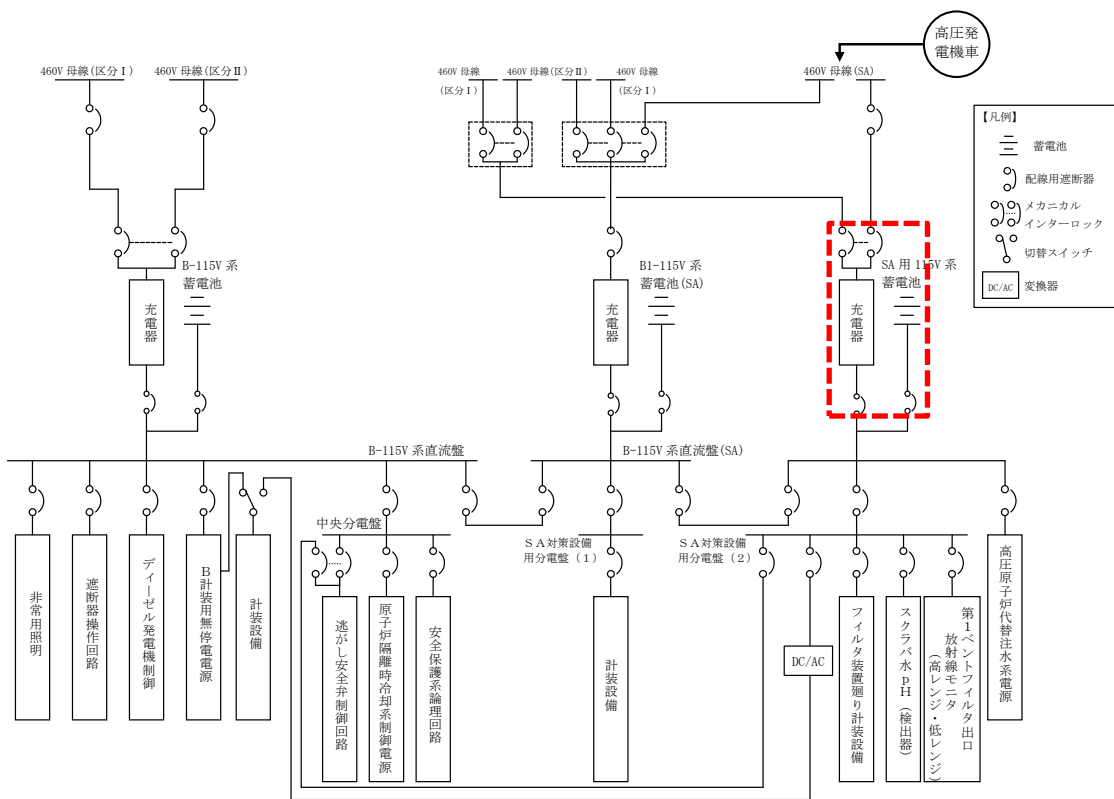 高圧発
電機車
460V 母線(区分Ⅰ)
460V 母線(区分Ⅱ)
460V 母線
(区分Ⅰ)
460V 母線(区分Ⅱ)
460V 母線
(区分Ⅰ)
460V 母線(SA)
【凡例】
蓄電池
配線用遮断器
メカニカル
インターロック
切替スイッチ
DC/AC
変換器
B-115V 系
蓄電池
充電器
B1-115V 系
蓄電池(SA)
充電器
SA 用 115V 系
蓄電池
充電器
B-115V 系直流盤
B-115V 系直流盤(SA)
中央分電盤
ＳＡ対策設備
用分電盤（1）
ＳＡ対策設備
用分電盤（2）
非常用照明
遮断器操作回路
ディーゼル発電機制御
Ｂ計装用無停電電源
計装設備
逃がし安全弁制御回路
原子炉隔離時冷却系制御電源
安全保護系論理回路
計装設備
DC/AC
フィルタ装置廻り計装設備
スクラバ水 pH（検出器）
第1ベントフィルタ出口
放射線モニタ
（高レンジ・低レンジ）
高圧原子炉代替注水系電源